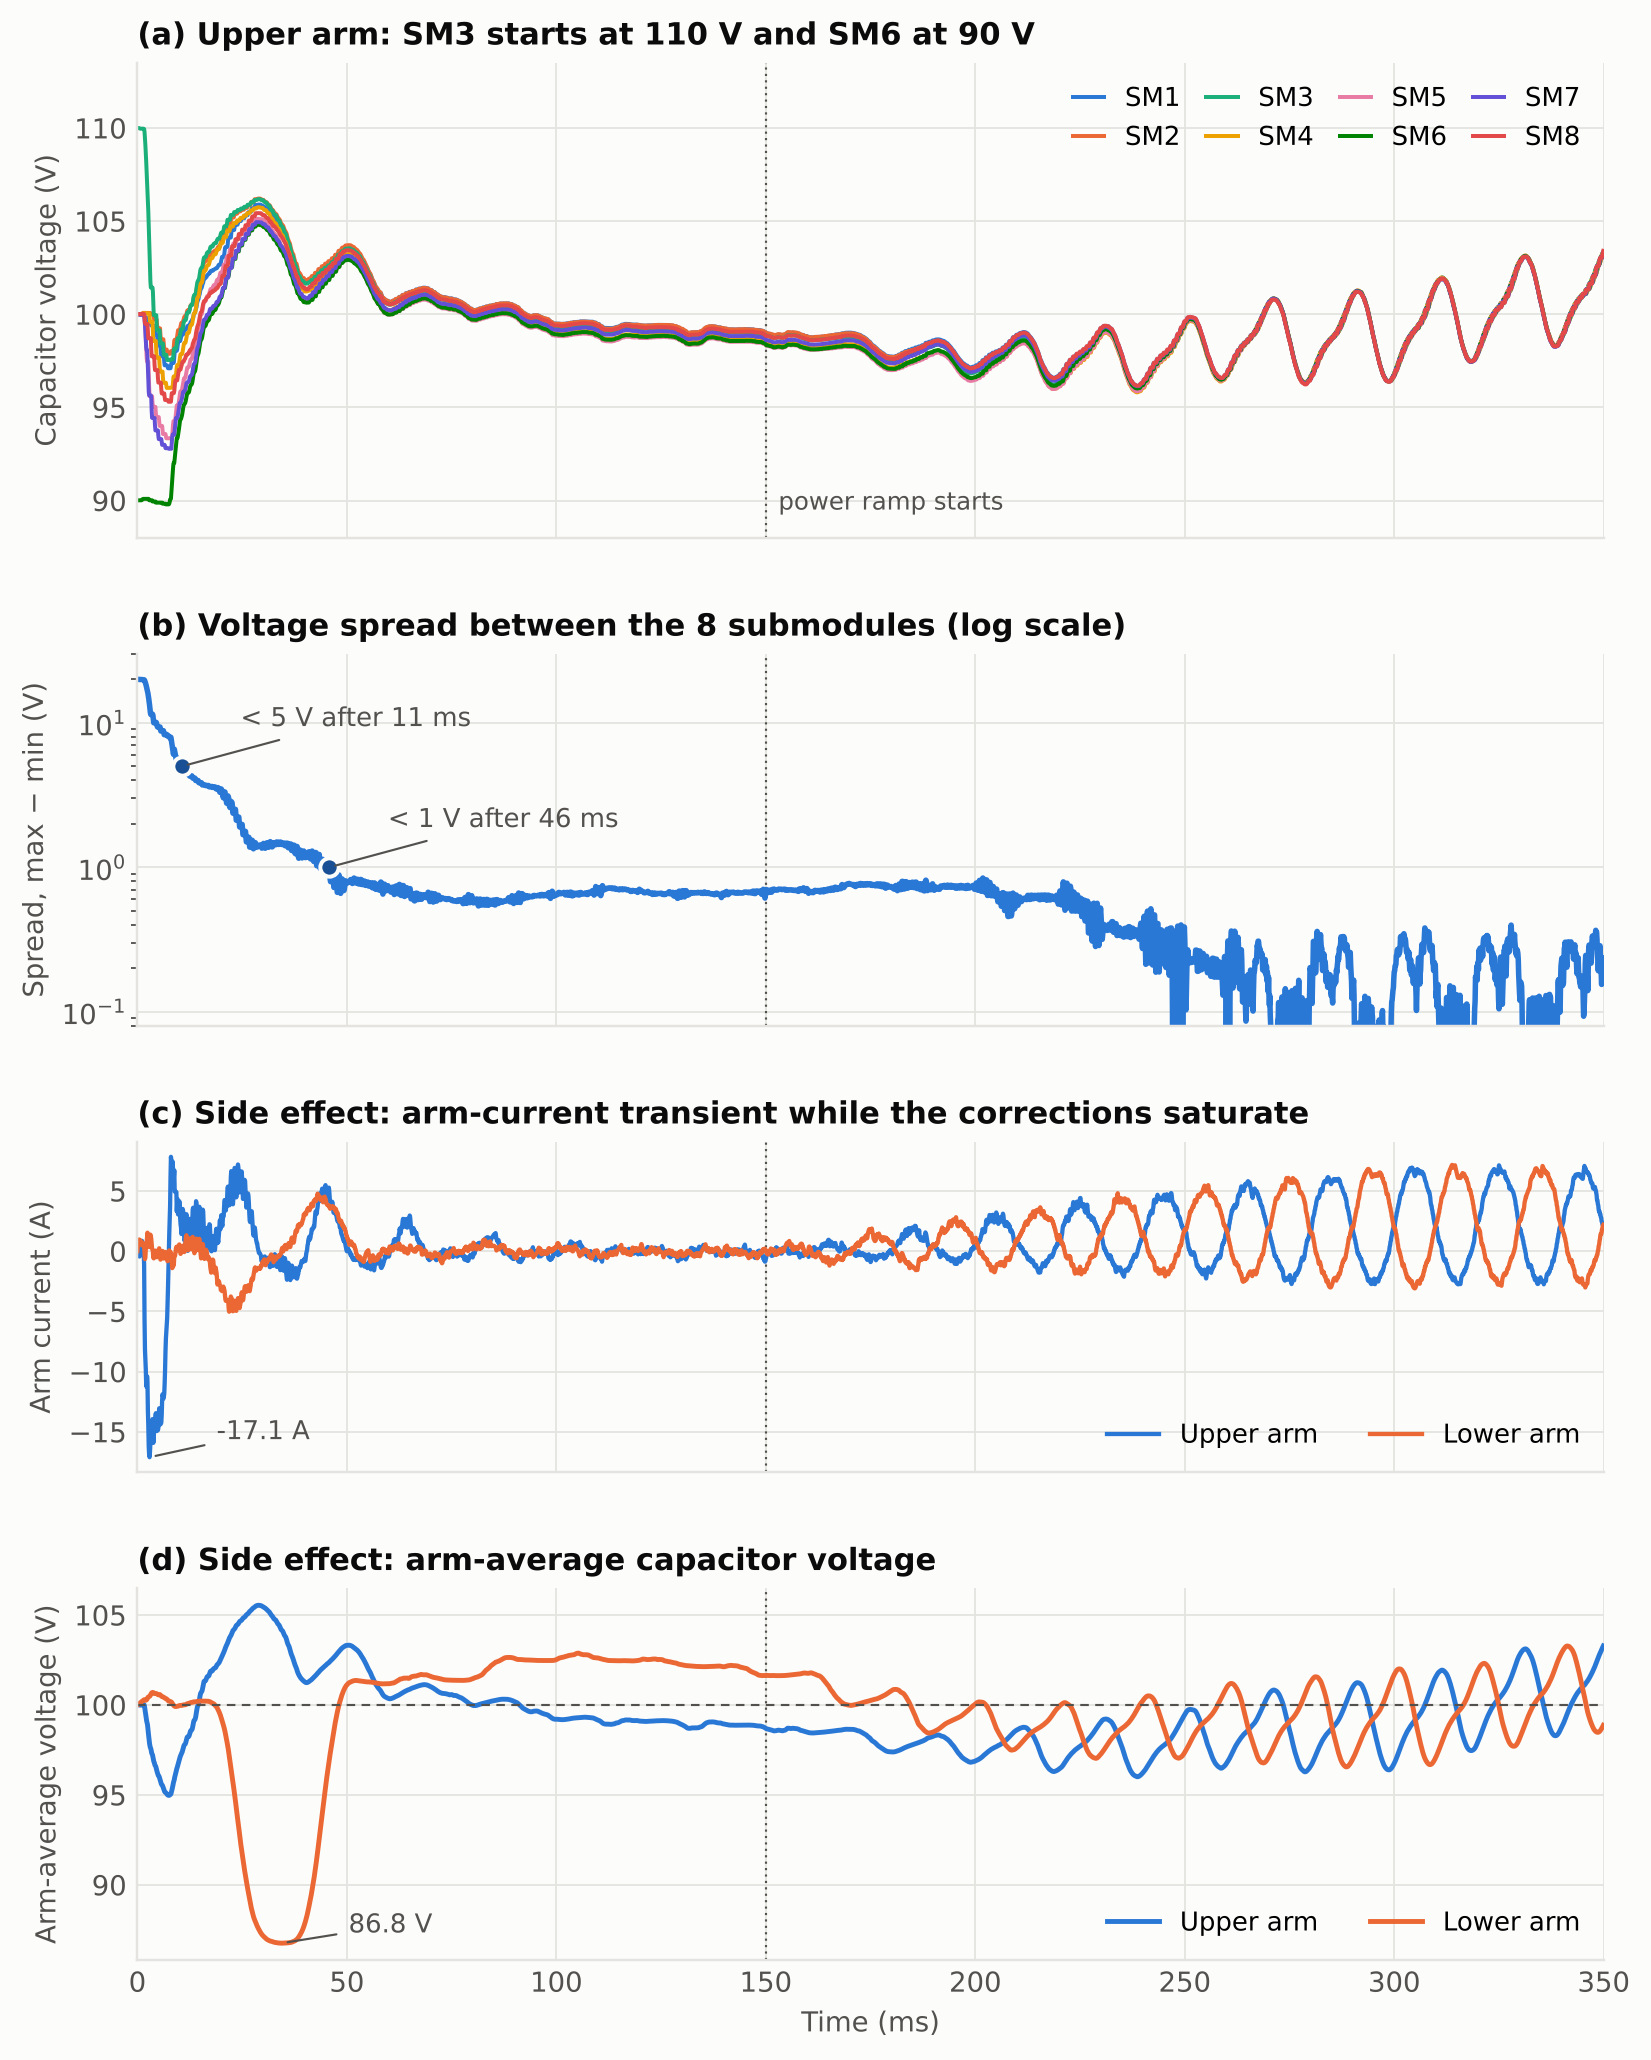 (a) Upper arm: SM3 starts at 110 V and SM6 at 90 V
Capacitor voltage (V)
110
105
100
95
90
SM1 SM3 SM5 SM7
SM2 SM4 SM6 SM8
power ramp starts
(b) Voltage spread between the 8 submodules (log scale)
Spread, max − min (V)
10¹
10⁰
10⁻¹
< 5 V after 11 ms
< 1 V after 46 ms
(c) Side effect: arm-current transient while the corrections saturate
Arm current (A)
5
0
−5
−10
−15
-17.1 A
Upper arm Lower arm
(d) Side effect: arm-average capacitor voltage
Arm-average voltage (V)
105
100
95
90
86.8 V
Upper arm Lower arm
0 50 100 150 200 250 300 350
Time (ms)